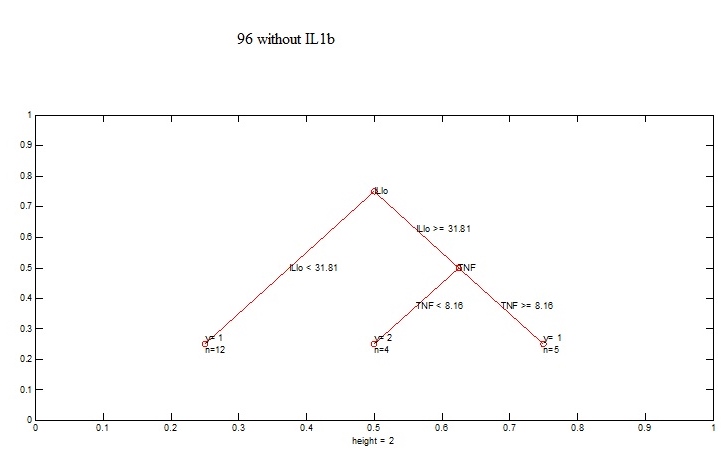 96 without IL1b
1
0.9
0.8
ILlo
0.7
ILlo >= 31.81
0.6
0.5
ILlo < 31.81
TNF
0.4
TNF < 8.16
TNF >= 8.16
0.3
y= 1
y= 2
y= 1
n=12
n=4
n=5
0.2
0.1
0
0 0.1 0.2 0.3 0.4 0.5 0.6 0.7 0.8 0.9 1
height = 2